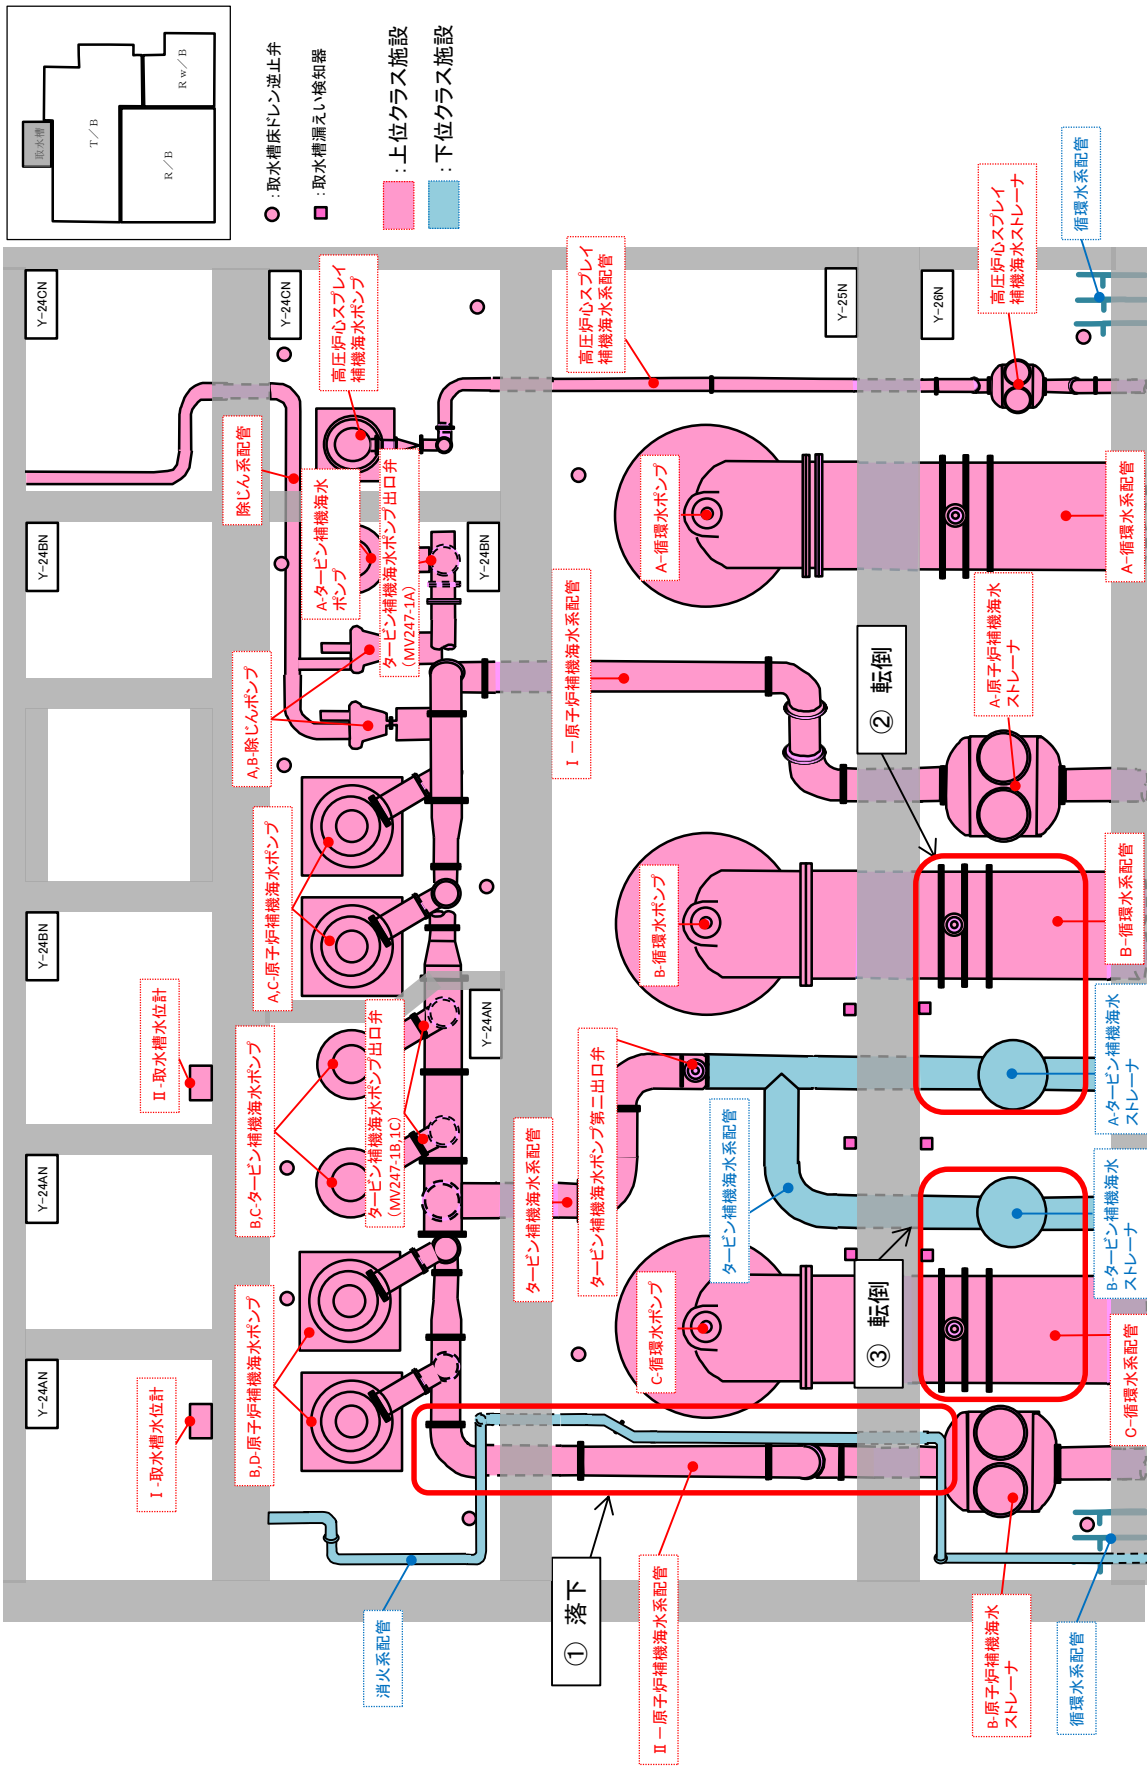 取水槽
T/B
R/B
Rw/B
:取水槽床ドレン逆止弁
:取水槽漏えい検知器
:上位クラス施設
:下位クラス施設
Y-24AN
Y-24AN
Y-24BN
Y-24BN
Y-24CN
Y-24AN
Y-24BN
Y-24CN
Y-25N
Y-26N
Ⅰ-取水槽水位計
Ⅱ-取水槽水位計
B,D-原子炉補機海水ポンプ
B,C-タービン補機海水ポンプ
A,C-原子炉補機海水ポンプ
A,B-除じんポンプ
除じん系配管
A-タービン補機海水
ポンプ
高圧炉心スプレイ
補機海水ポンプ
タービン補機海水ポンプ出口弁
(MV247-1B,1C)
タービン補機海水ポンプ出口弁
(MV247-1A)
消火系配管
① 落下
タービン補機海水系配管
タービン補機海水ポンプ第二出口弁
Ⅰ-原子炉補機海水系配管
高圧炉心スプレイ
補機海水系配管
Ⅱ-原子炉補機海水系配管
C-循環水ポンプ
タービン補機海水系配管
B-循環水ポンプ
A-循環水ポンプ
③ 転倒
② 転倒
B-原子炉補機海水
ストレーナ
A-原子炉補機海水
ストレーナ
高圧炉心スプレイ
補機海水ストレーナ
循環水系配管
C-循環水系配管
B-タービン補機海水
ストレーナ
A-タービン補機海水
ストレーナ
B-循環水系配管
A-循環水系配管
循環水系配管